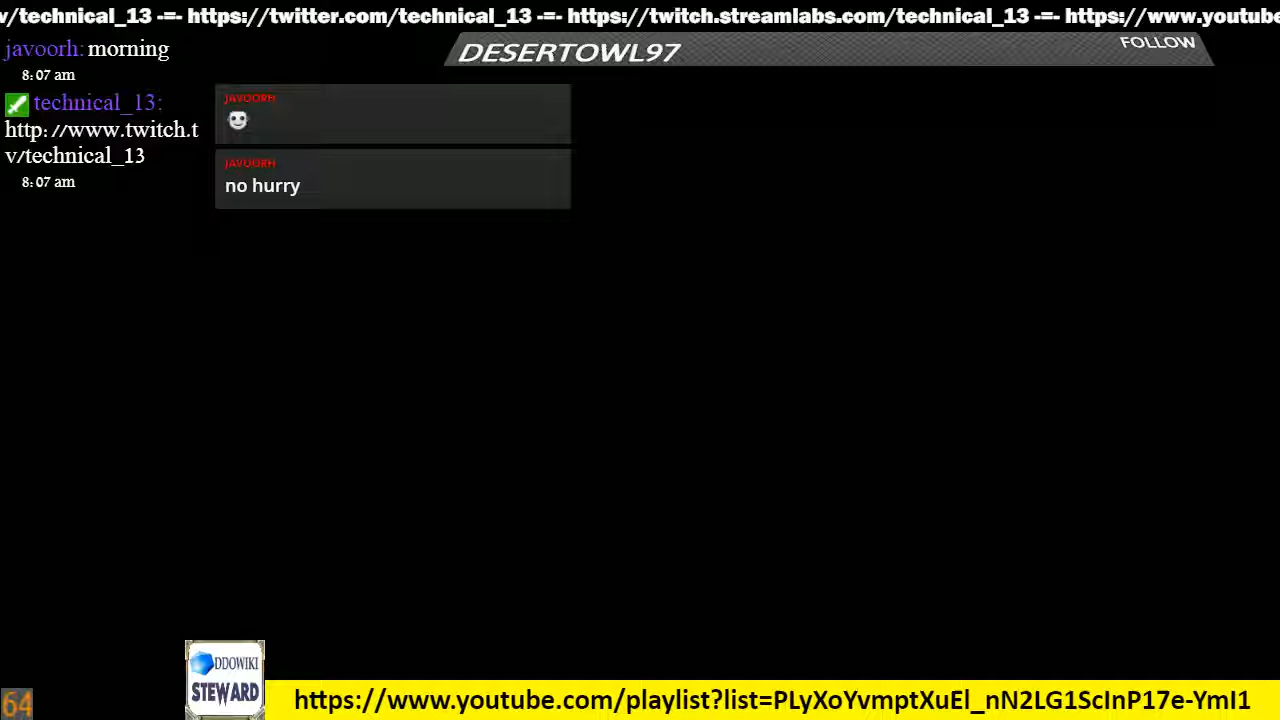 /technical_13 -=- https://twitter.com/technical_13 -=- https://twitch.streamlabs.com/technical_13 -=- https://www.youtube
javoorh: morning
8:07 am
technical_13:
http://www.twitch.t
v/technical_13
8:07 am
DESERTOWL97
FOLLOW
JAVOORH
JAVOORH
no hurry
DDOWIKI
STEWARD
https://www.youtube.com/playlist?list=PLyXoYvmptXuEl_nN2LG1ScInP17e-YmI1
64